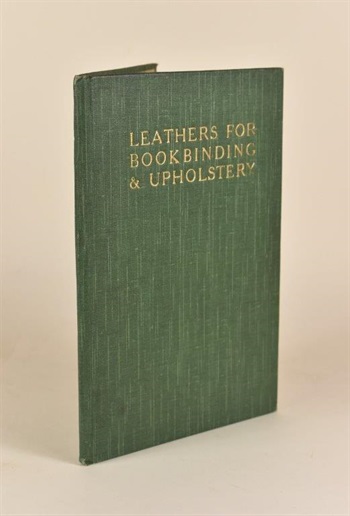 LEATHERS FOR
BOOKBINDING
& UPHOLSTERY